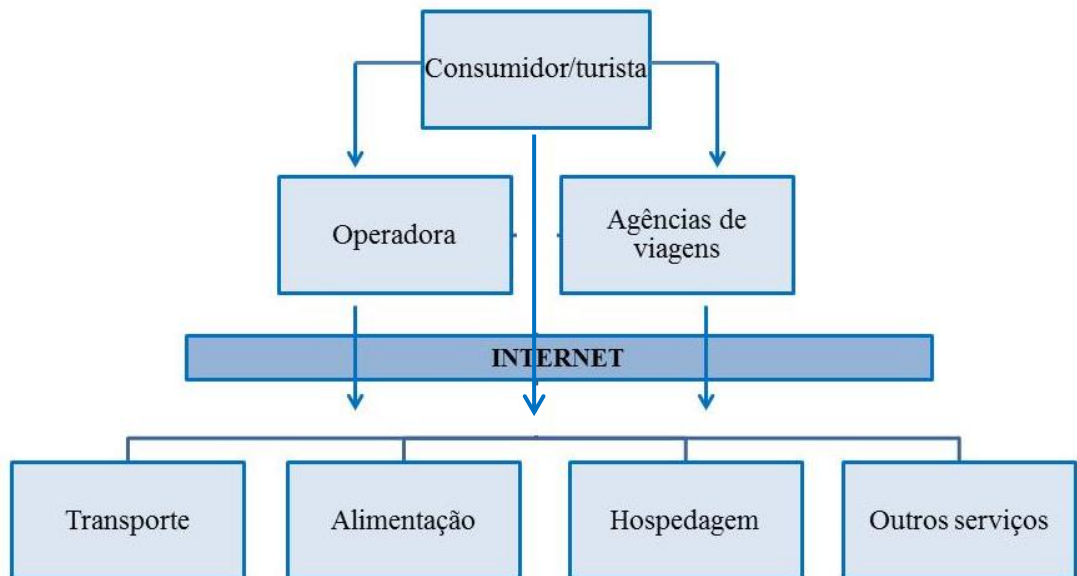 Consumidor/turista
Operadora
Agências de
viagens
INTERNET
Transporte
Alimentação
Hospedagem
Outros serviços